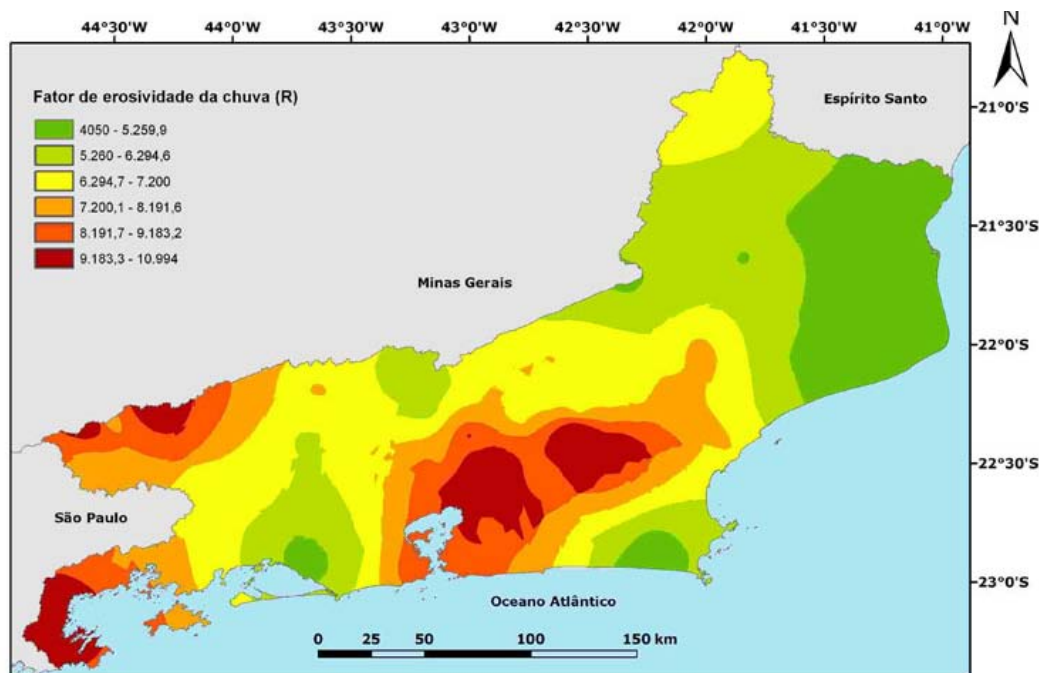 44°30'W 44°0'W 43°30'W 43°0'W 42°30'W 42°0'W 41°30'W 41°0'W
N
Fator de erosividade da chuva (R)
4050 - 5.259,9
5.260 - 6.294,6
6.294,7 - 7.200
7.200,1 - 8.191,6
8.191,7 - 9.183,2
9.183,3 - 10.994
Espírito Santo
21°0'S
21°30'S
Minas Gerais
22°0'S
22°30'S
São Paulo
23°0'S
Oceano Atlântico
0 25 50 100 150 km